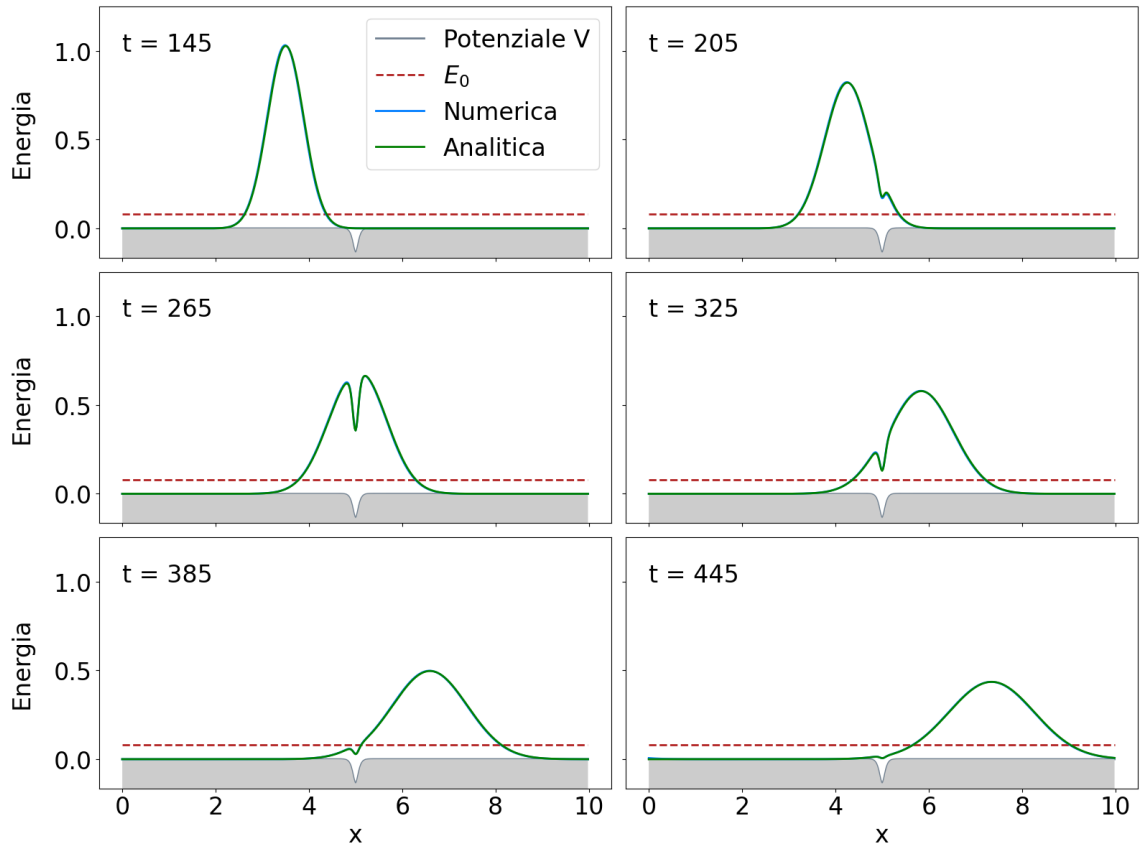 t = 145
Potenziale V
E₀
Numerica
Analitica
t = 205
Energia
1.0
0.5
0.0
t = 265
t = 325
Energia
1.0
0.5
0.0
t = 385
t = 445
Energia
1.0
0.5
0.0
0 2 4 6 8 10
x
0 2 4 6 8 10
x